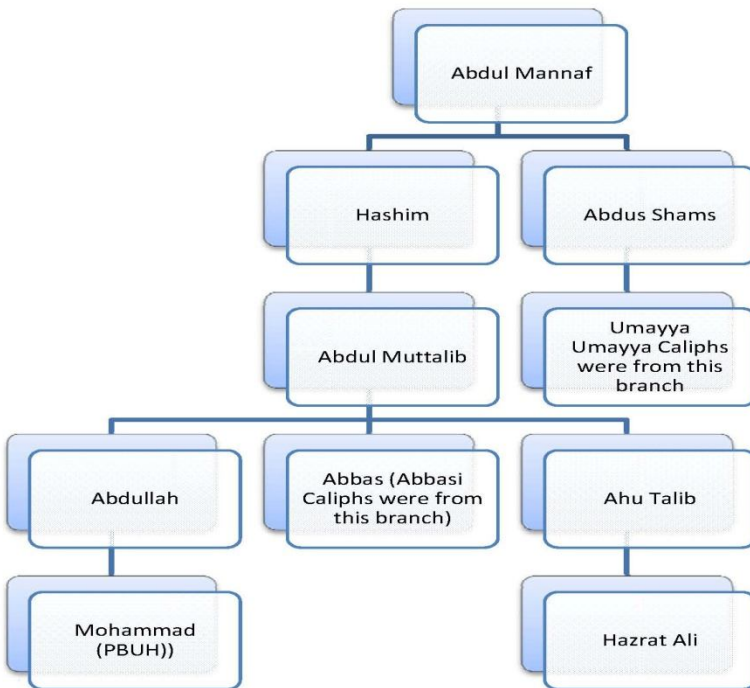 Abdul Mannaf
Hashim
Abdus Shams
Abdul Muttalib
Umayya
Umayya Caliphs
were from this
branch
Abdullah
Abbas (Abbasi
Caliphs were from
this branch)
Ahu Talib
Mohammad
(PBUH))
Hazrat Ali